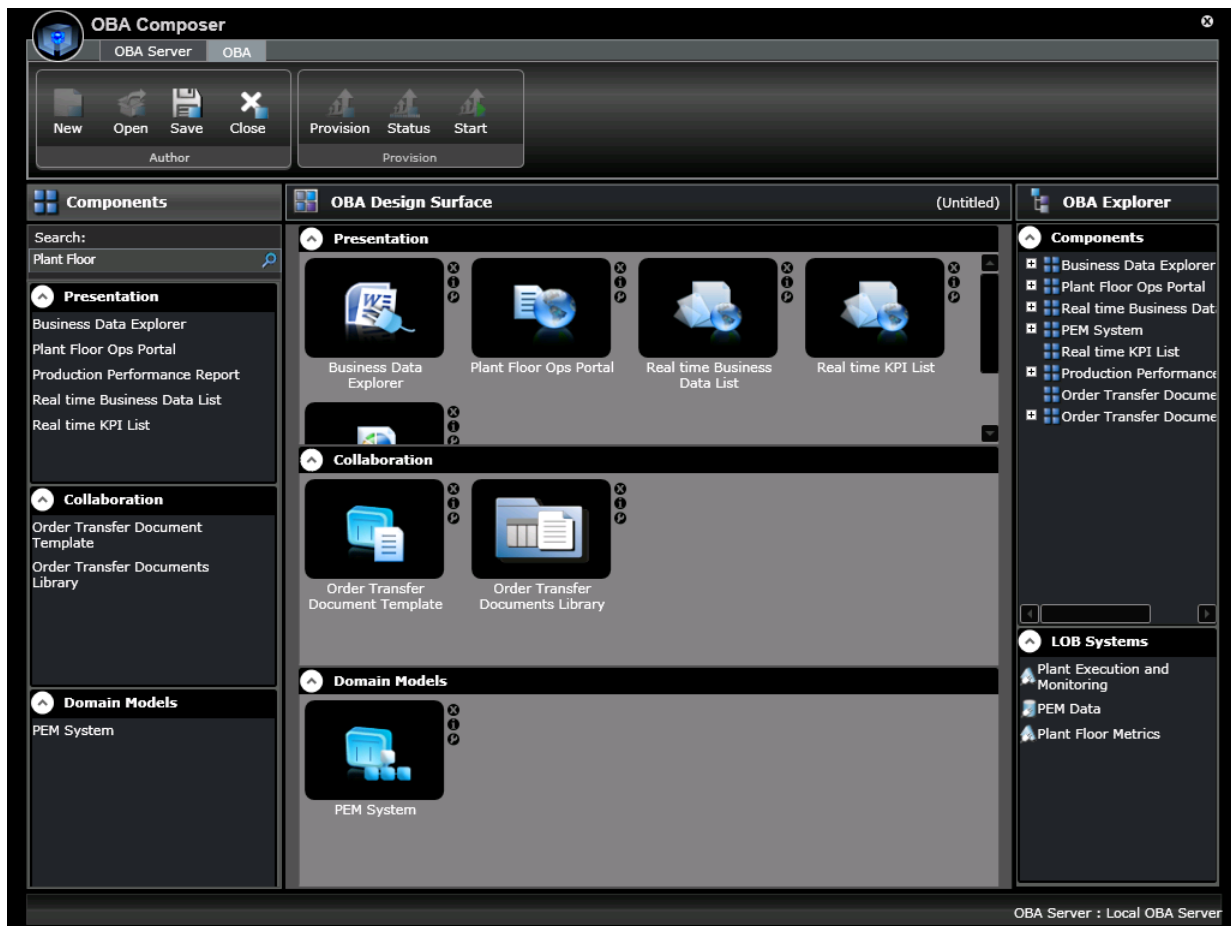 OBA Composer
OBA Server
OBA
New
Open
Save
Close
Author
Provision
Status
Start
Provision
Components
Search:
Plant Floor
Presentation
Business Data Explorer
Plant Floor Ops Portal
Production Performance Report
Real time Business Data List
Real time KPI List
Collaboration
Order Transfer Document
Template
Order Transfer Documents
Library
Domain Models
PEM System
OBA Design Surface
(Untitled)
Presentation
Business Data
Explorer
Plant Floor Ops Portal
Real time Business
Data List
Real time KPI List
Collaboration
Order Transfer
Document Template
Order Transfer
Documents Library
Domain Models
PEM System
OBA Explorer
Components
Business Data Explorer
Plant Floor Ops Portal
Real time Business Dat
PEM System
Real time KPI List
Production Performance
Order Transfer Docume
Order Transfer Docume
LOB Systems
Plant Execution and
Monitoring
PEM Data
Plant Floor Metrics
OBA Server : Local OBA Server